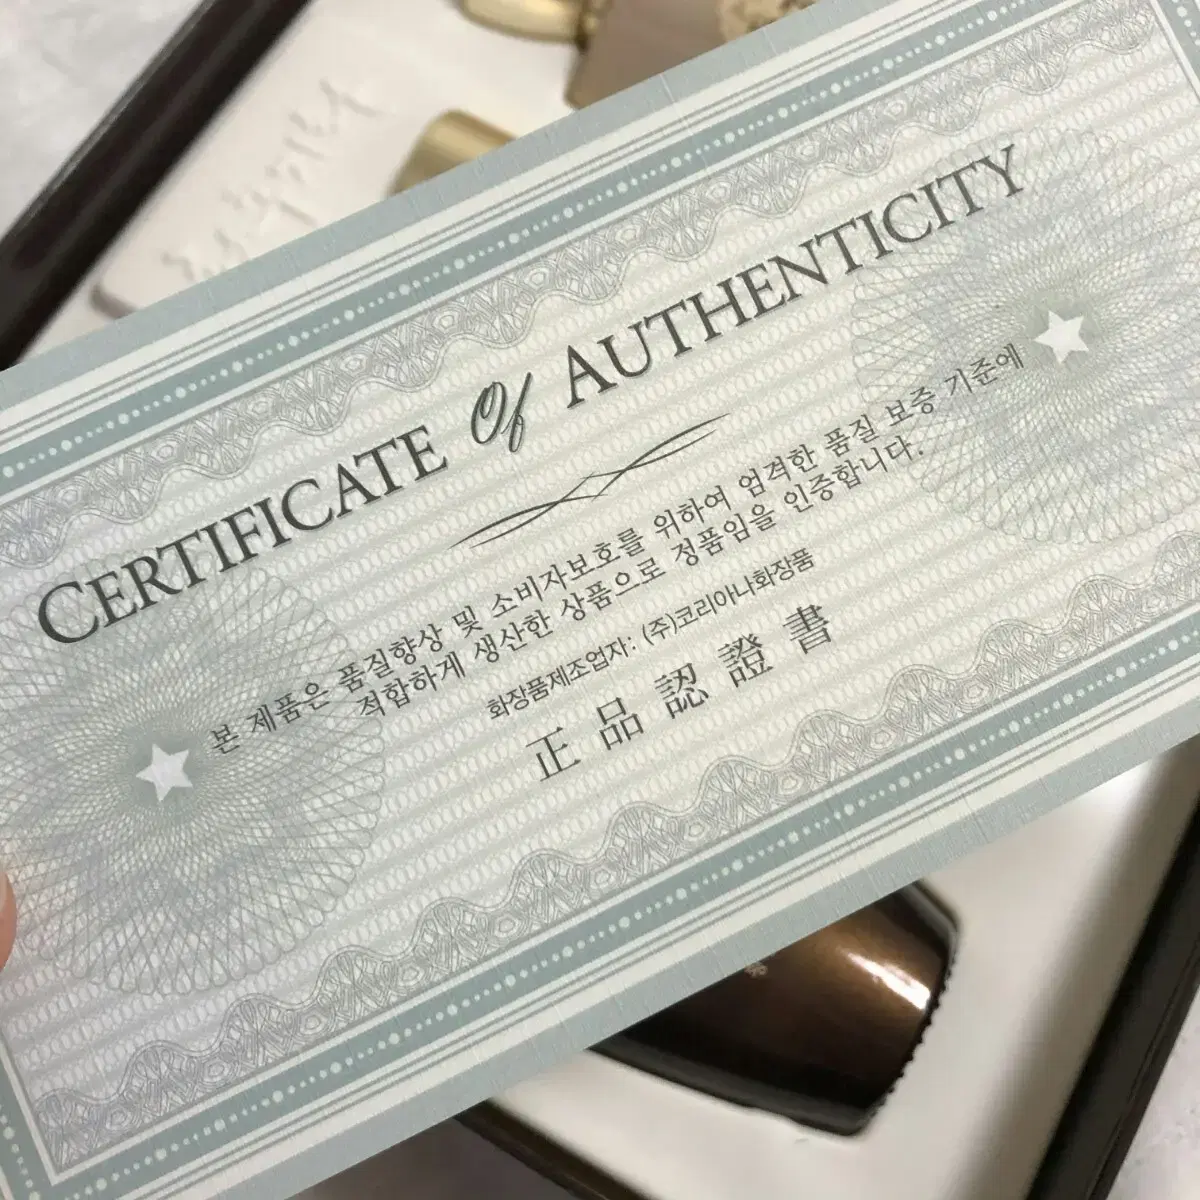 CERTIFICATE Of AUTHENTICITY
본 제품은 품질향상 및 소비자보호를 위하여 엄격한 품질 보증 기준에
적합하게 생산한 상품으로 정품임을 인증합니다.
화장품제조업자: (주)코리아나화장품
正品認證書